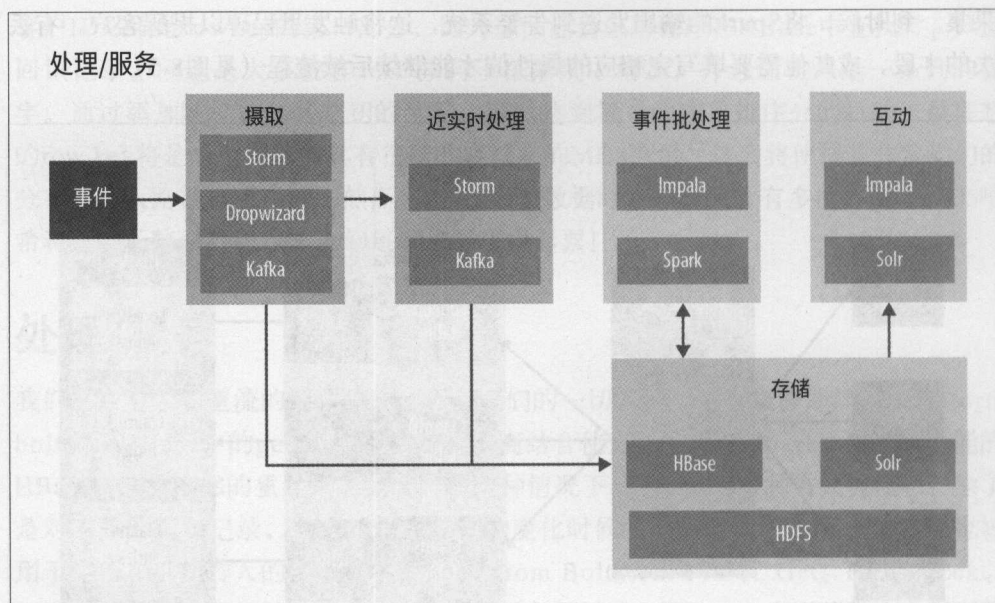 处理/服务
摄取
近实时处理
事件批处理
互动
事件
Storm
Dropwizard
Kafka
Storm
Kafka
Impala
Spark
Impala
Solr
存储
HBase
Solr
HDFS